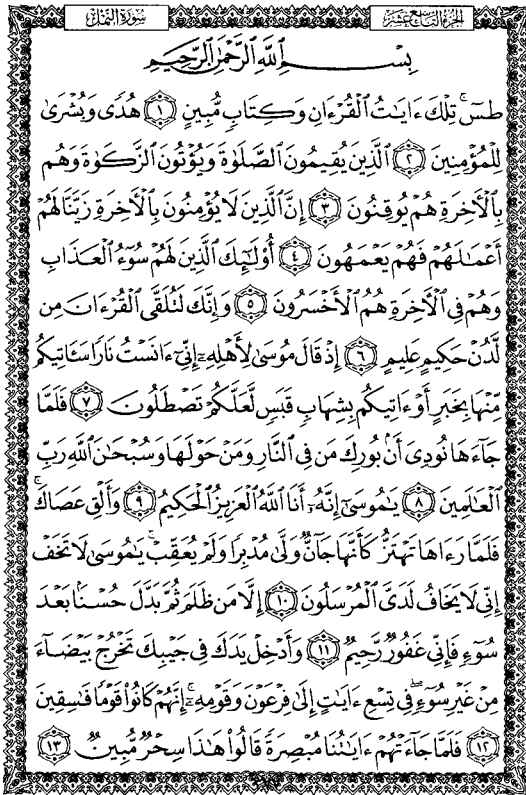 الجزء التاسع عشر
سورة النمل
بِسْمِ اللَّهِ الرَّحْمَٰنِ الرَّحِيمِ
طسٓ ۚ تِلْكَ ءَايَٰتُ ٱلْقُرْءَانِ وَكِتَابٍ مُّبِينٍ ١ هُدًى وَبُشْرَىٰ
لِلْمُؤْمِنِينَ ٢ ٱلَّذِينَ يُقِيمُونَ ٱلصَّلَوٰةَ وَيُؤْتُونَ ٱلزَّكَوٰةَ وَهُم
بِٱلْأَخِرَةِ هُمْ يُوقِنُونَ ٣ إِنَّ ٱلَّذِينَ لَا يُؤْمِنُونَ بِٱلْأَخِرَةِ زَيَّنَّا لَهُمْ
أَعْمَٰلَهُمْ فَهُمْ يَعْمَهُونَ ٤ أُوْلَٰٓئِكَ ٱلَّذِينَ لَهُمْ سُوٓءُ ٱلْعَذَابِ
وَهُمْ فِى ٱلْأَخِرَةِ هُمُ ٱلْأَخْسَرُونَ ٥ وَإِنَّكَ لَتُلَقَّى ٱلْقُرْءَانَ مِن
لَّدُنْ حَكِيمٍ عَلِيمٍ ٦ إِذْ قَالَ مُوسَىٰ لِأَهْلِهِۦٓ إِنِّىٓ ءَانَسْتُ نَارًا سَـَٔاتِيكُم
مِّنْهَا بِخَبَرٍ أَوْ ءَاتِيكُم بِشِهَابٍ قَبَسٍ لَّعَلَّكُمْ تَصْطَلُونَ ٧ فَلَمَّا
جَآءَهَا نُودِىَ أَنۢ بُورِكَ مَن فِى ٱلنَّارِ وَمَنْ حَوْلَهَا وَسُبْحَٰنَ ٱللَّهِ رَبِّ
ٱلْعَٰلَمِينَ ٨ يَٰمُوسَىٰٓ إِنَّهُۥٓ أَنَا ٱللَّهُ ٱلْعَزِيزُ ٱلْحَكِيمُ ٩ وَأَلْقِ عَصَاكَ ۚ
فَلَمَّا رَءَاهَا تَهْتَزُّ كَأَنَّهَا جَآنٌّ وَلَّىٰ مُدْبِرًا وَلَمْ يُعَقِّبْ ۚ يَٰمُوسَىٰ لَا تَخَفْ
إِنِّى لَا يَخَافُ لَدَىَّ ٱلْمُرْسَلُونَ ١٠ إِلَّا مَن ظَلَمَ ثُمَّ بَدَّلَ حُسْنًۢا بَعْدَ
سُوٓءٍ فَإِنِّى غَفُورٌ رَّحِيمٌ ١١ وَأَدْخِلْ يَدَكَ فِى جَيْبِكَ تَخْرُجْ بَيْضَآءَ
مِنْ غَيْرِ سُوٓءٍ ۖ فِى تِسْعِ ءَايَٰتٍ إِلَىٰ فِرْعَوْنَ وَقَوْمِهِۦٓ ۚ إِنَّهُمْ كَانُوا۟ قَوْمًا فَٰسِقِينَ
١٢ فَلَمَّا جَآءَتْهُمْ ءَايَٰتُنَا مُبْصِرَةً قَالُوا۟ هَٰذَا سِحْرٌ مُّبِينٌ ١٣